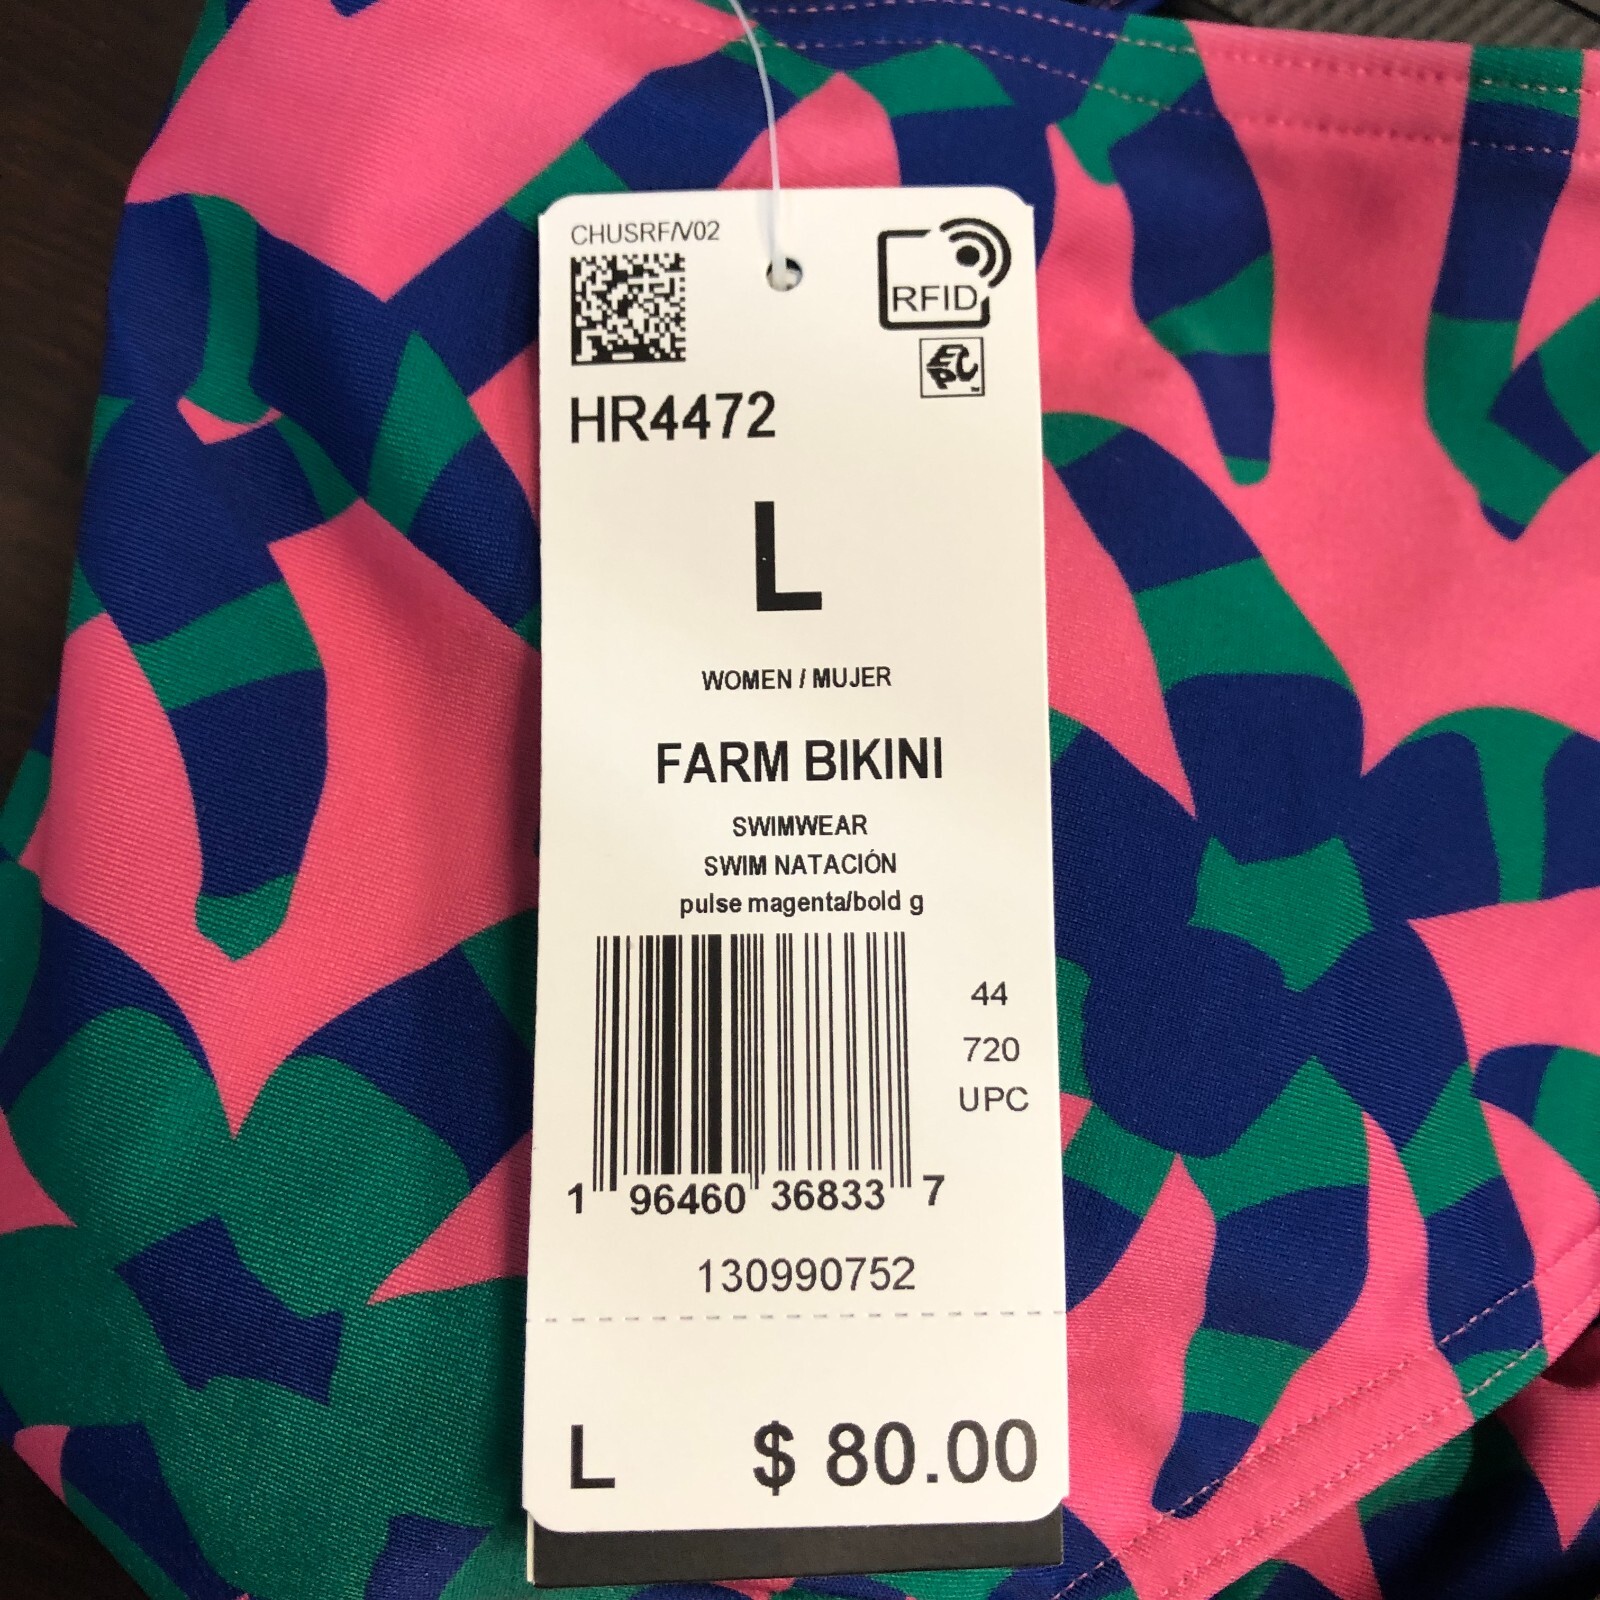 CHUSRF/V02
RFID
EPC
HR4472
L
WOMEN / MUJER
FARM BIKINI
SWIMWEAR
SWIM NATACIÓN
pulse magenta/bold g
44
720
UPC
1 96460 36833 7
130990752
L $ 80.00